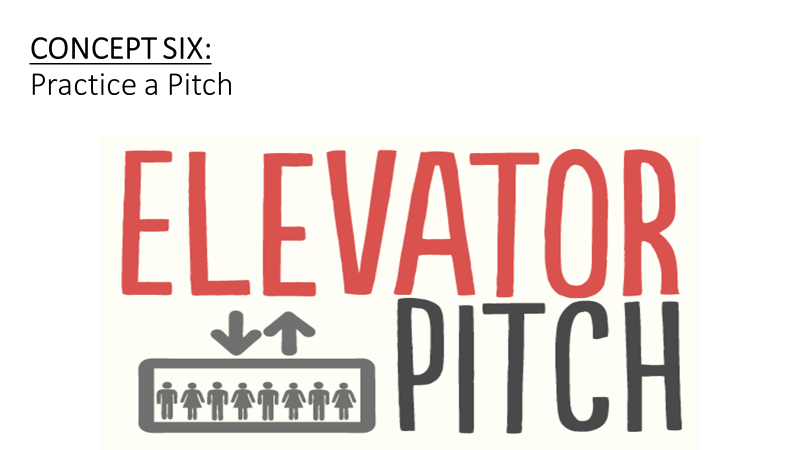 CONCEPT SIX:
Practice a Pitch
ELEVATOR
PITCH